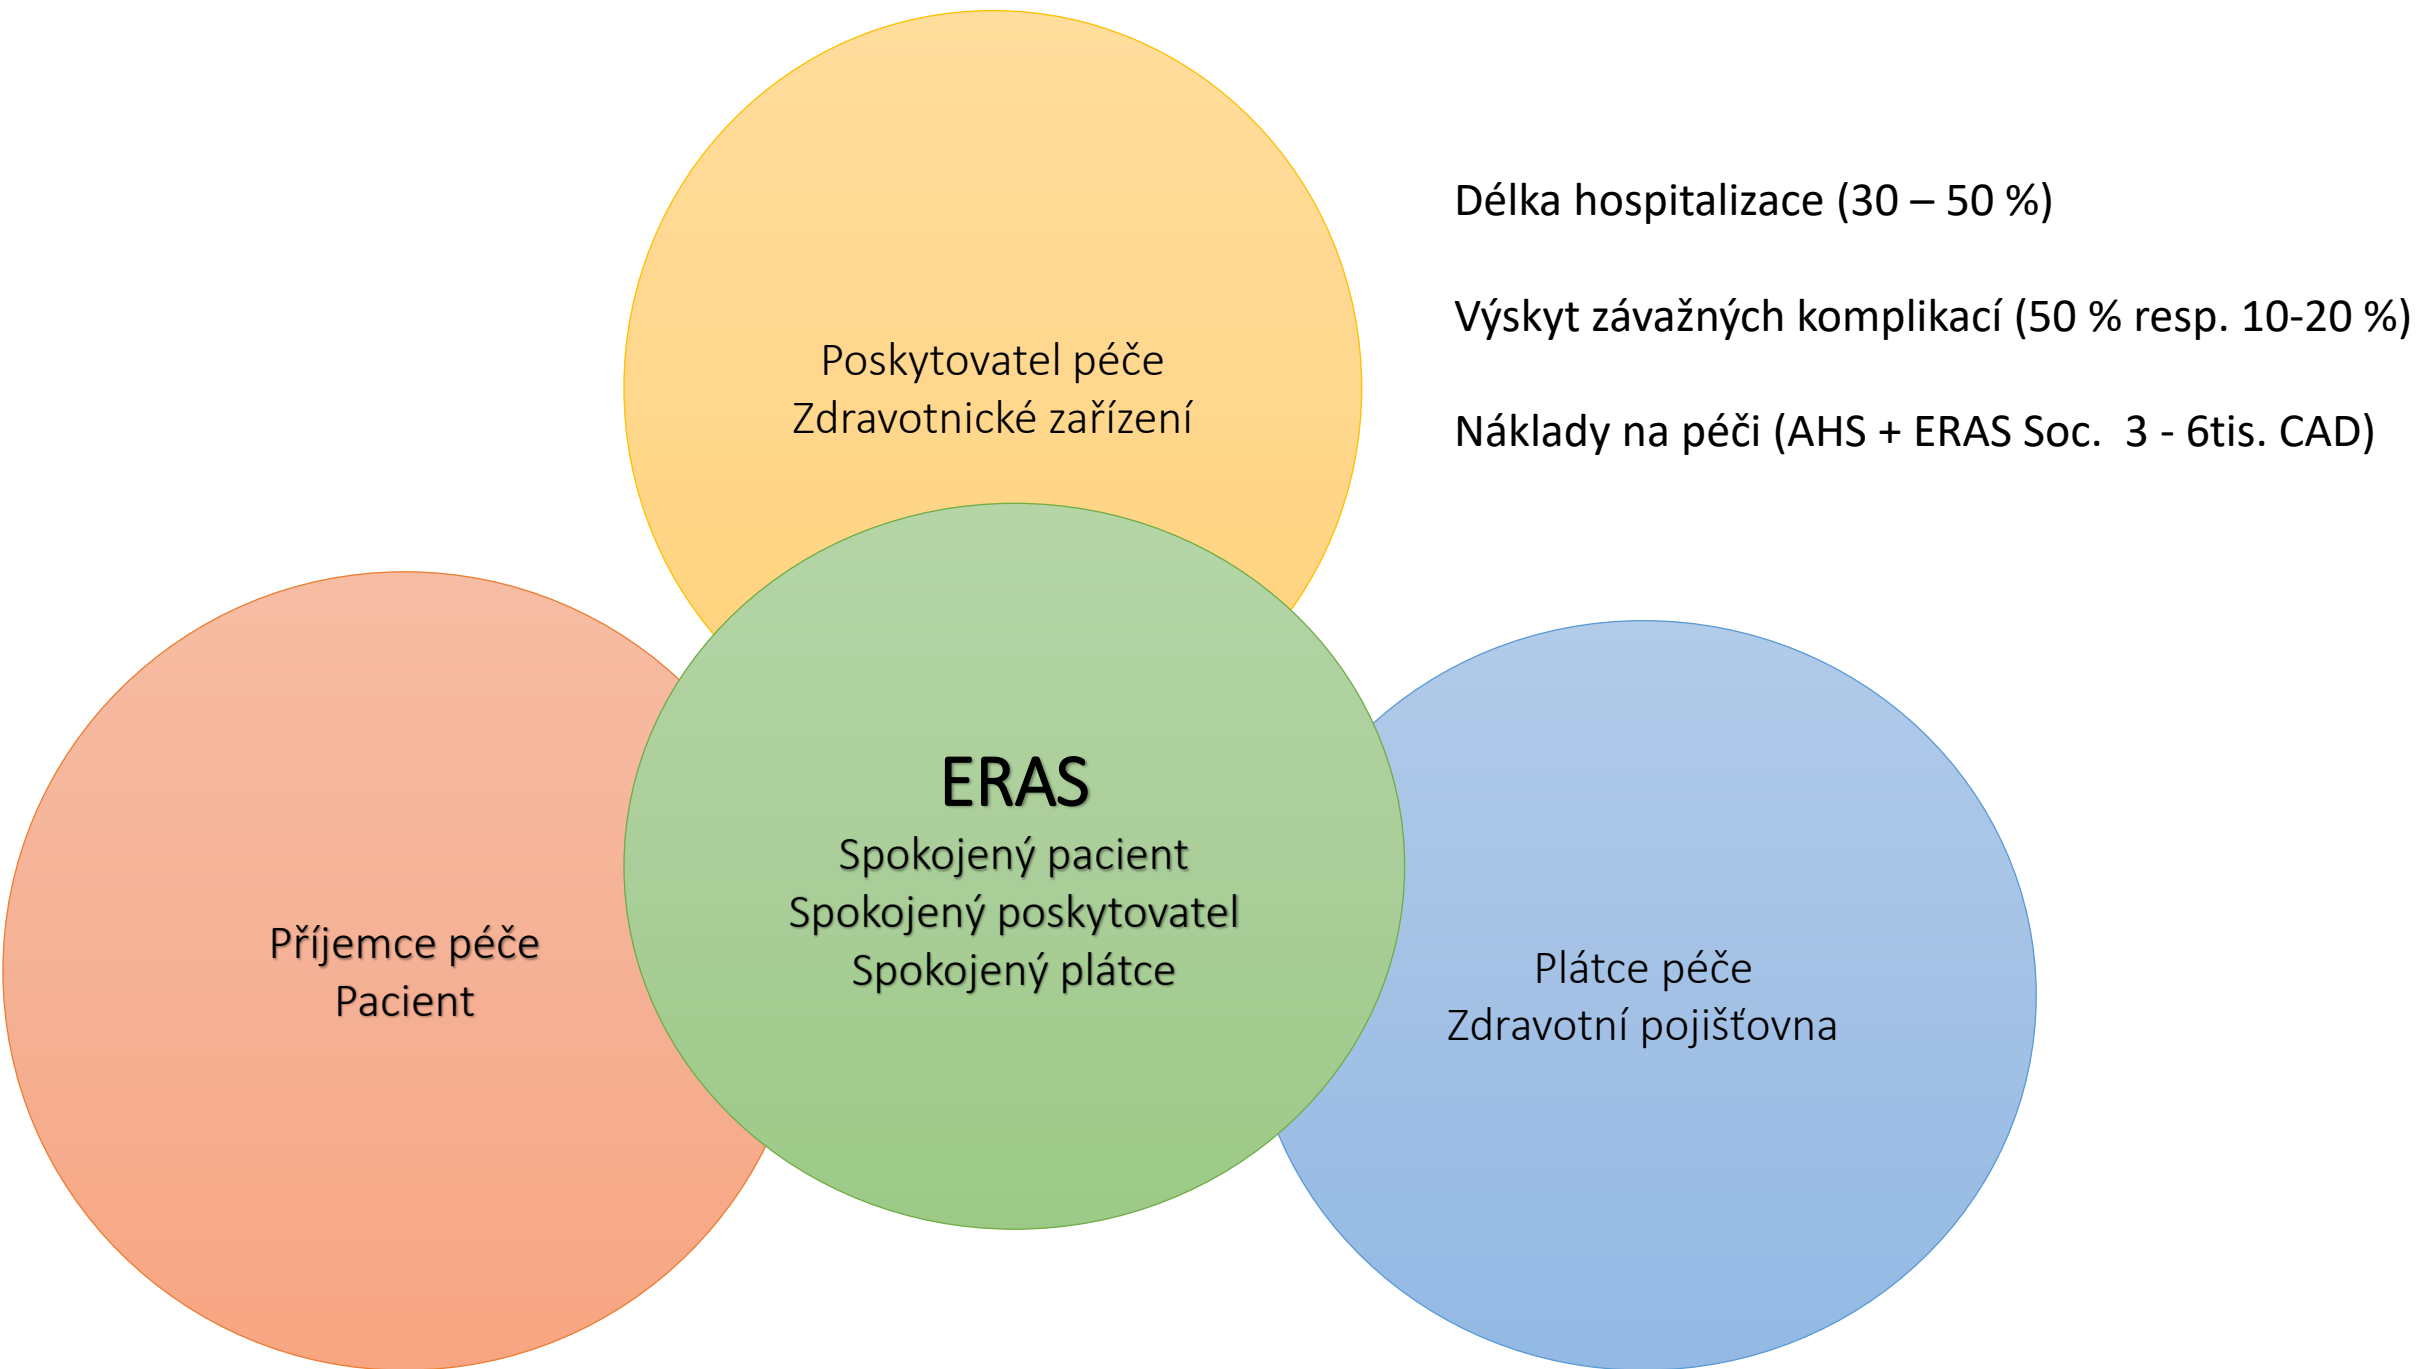 Délka hospitalizace (30 – 50 %)
Výskyt závažných komplikací (50 % resp. 10-20 %)
Náklady na péči (AHS + ERAS Soc.  3 - 6tis. CAD)
Poskytovatel péče
Zdravotnické zařízení
ERAS
Spokojený pacient
Spokojený poskytovatel
Spokojený plátce
Příjemce péče
Pacient
Plátce péče
Zdravotní pojišťovna